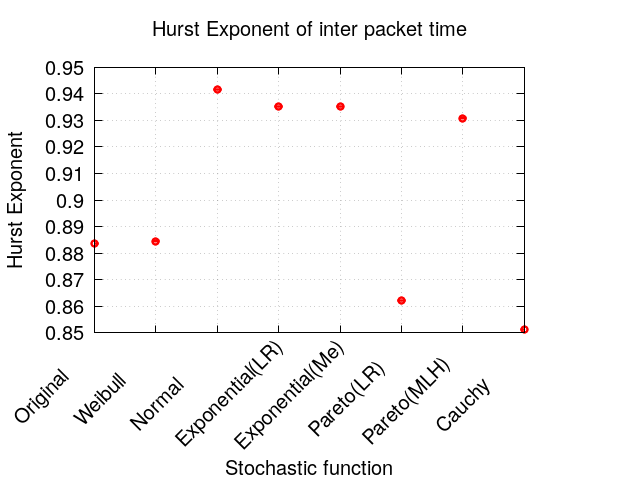 Hurst Exponent of inter packet time
0.95
0.94
0.93
0.92
0.91
0.9
0.89
0.88
0.87
0.86
0.85
Hurst Exponent
Original
Weibull
Normal
Exponential(LR)
Exponential(Me)
Pareto(LR)
Pareto(MLH)
Cauchy
Stochastic function